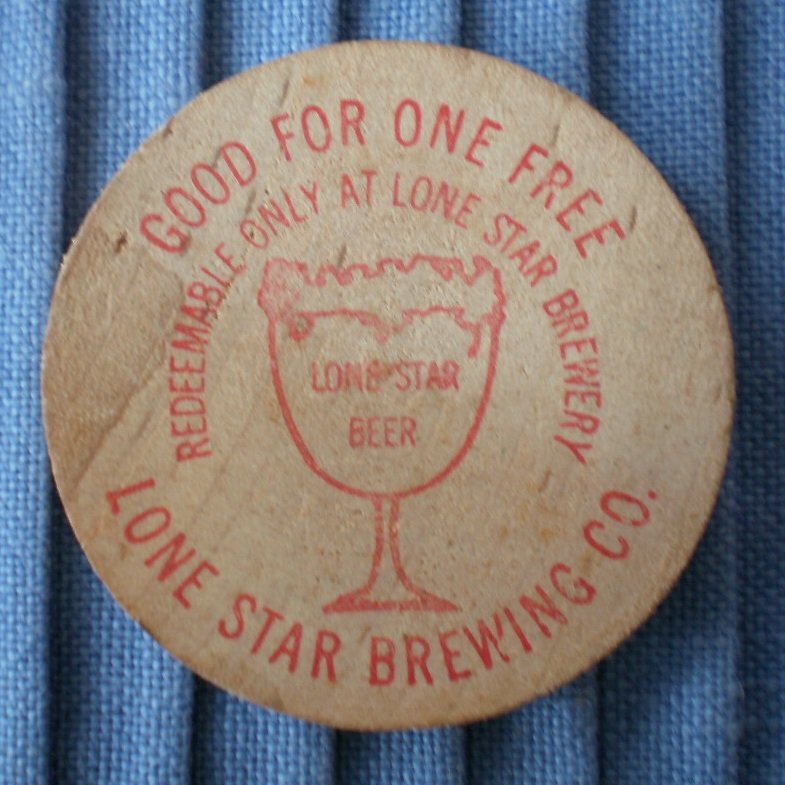 GOOD FOR ONE FREE
REDEEMABLE ONLY AT LONE STAR BREWERY
LONE STAR
BEER
LONE STAR BREWING CO.